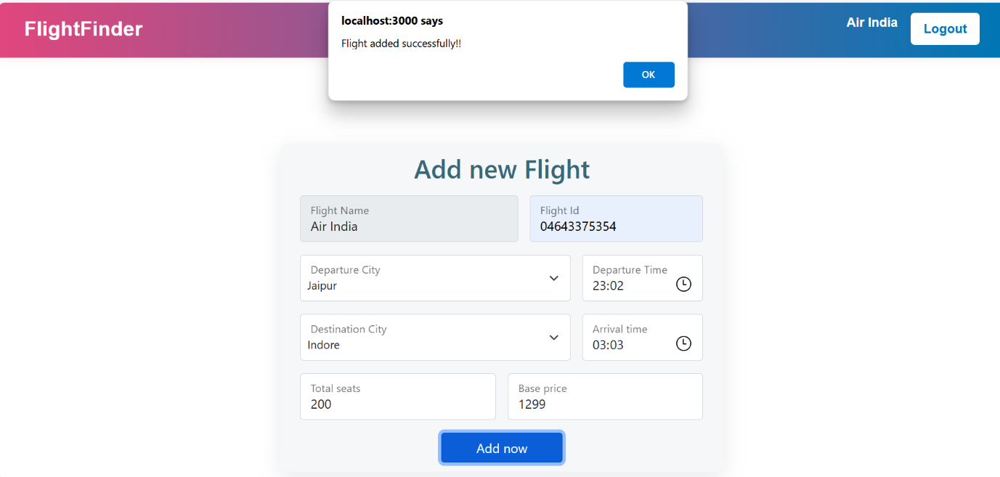 FlightFinder
localhost:3000 says
Flight added successfully!!
OK
Air India
Logout
Add new Flight
Flight Name
Air India
Flight Id
04643375354
Departure City
Jaipur
Departure Time
23:02
Destination City
Indore
Arrival time
03:03
Total seats
200
Base price
1299
Add now